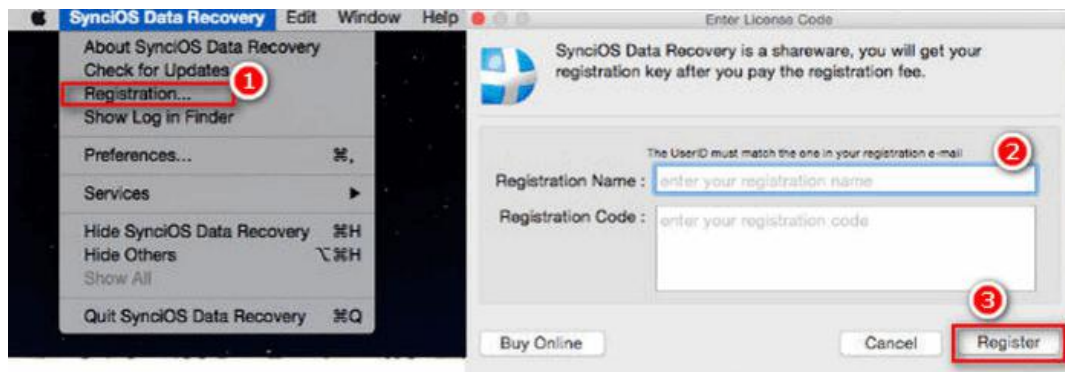 SynciOS Data Recovery Edit Window Help
About SynciOS Data Recovery
Check for Updates
1
Registration...
Show Log in Finder
Preferences... ⌘,
Services ▶
Hide SynciOS Data Recovery ⌘H
Hide Others ⌥⌘H
Show All
Quit SynciOS Data Recovery ⌘Q
Enter License Code
SynciOS Data Recovery is a shareware, you will get your
registration key after you pay the registration fee.
The UserID must match the one in your registration e-mail
2
Registration Name : enter your registration name
Registration Code : enter your registration code
3
Buy Online Cancel Register